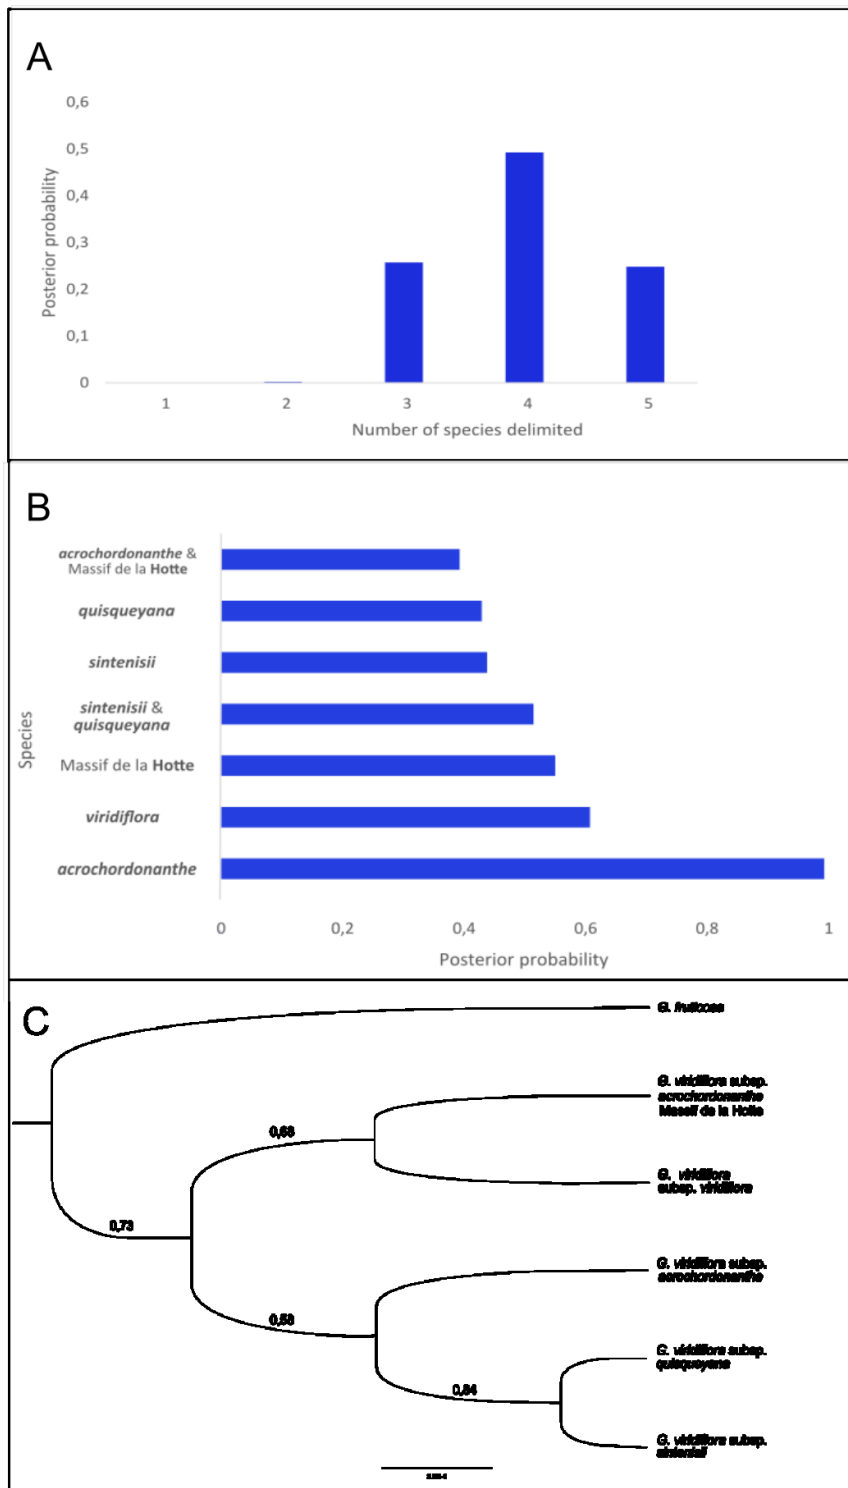 A
0,6
0,5
0,4
0,3
0,2
0,1
0
Posterior probability
1 2 3 4 5
Number of species delimited
B
acrochordonanthe &
Massif de la Hotte
quisqueyana
sintenisii
sintenisii &
quisqueyana
Massif de la Hotte
viridiflora
acrochordonanthe
Species
0 0,2 0,4 0,6 0,8 1
Posterior probability
C
G. fruticosa
G. viridiflora subsp.
acrochordonanthe
Massif de la Hotte
0,68
G. viridiflora
subsp. viridiflora
0,73
G. viridiflora subsp.
acrochordonanthe
0,58
G. viridiflora subsp.
quisqueyana
0,84
G. viridiflora subsp.
sintenisii